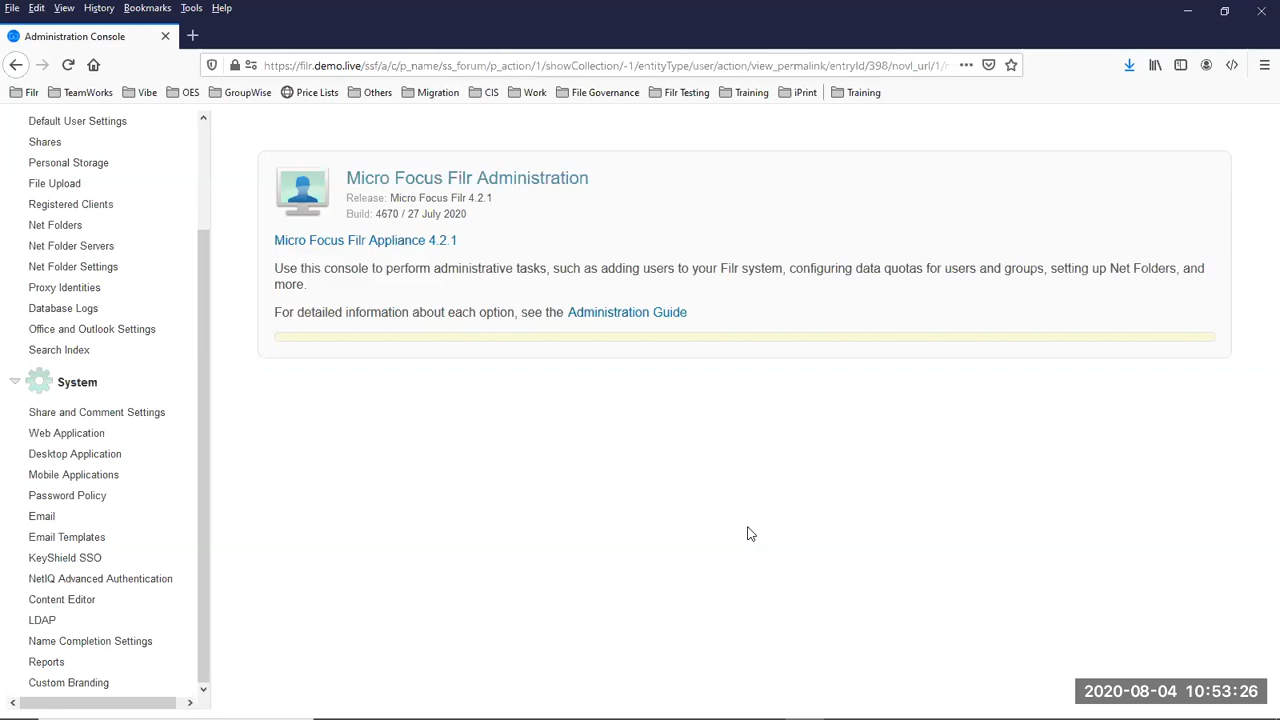 File Edit View History Bookmarks Tools Help
Administration Console
https://filr.demo.live/ssf/a/c/p_name/ss_forum/p_action/1/showCollection/-1/entityType/user/action/view_permalink/entryId/398/novl_url/1/
Filr TeamWorks Vibe OES GroupWise Price Lists Others Migration CIS Work File Governance Filr Testing Training iPrint Training
Default User Settings
Shares
Personal Storage
File Upload
Registered Clients
Net Folders
Net Folder Servers
Net Folder Settings
Proxy Identities
Database Logs
Office and Outlook Settings
Search Index
System
Share and Comment Settings
Web Application
Desktop Application
Mobile Applications
Password Policy
Email
Email Templates
KeyShield SSO
NetIQ Advanced Authentication
Content Editor
LDAP
Name Completion Settings
Reports
Custom Branding
Micro Focus Filr Administration
Release: Micro Focus Filr 4.2.1
Build: 4670 / 27 July 2020
Micro Focus Filr Appliance 4.2.1
Use this console to perform administrative tasks, such as adding users to your Filr system, configuring data quotas for users and groups, setting up Net Folders, and
more.
For detailed information about each option, see the Administration Guide
2020-08-04 10:53:26